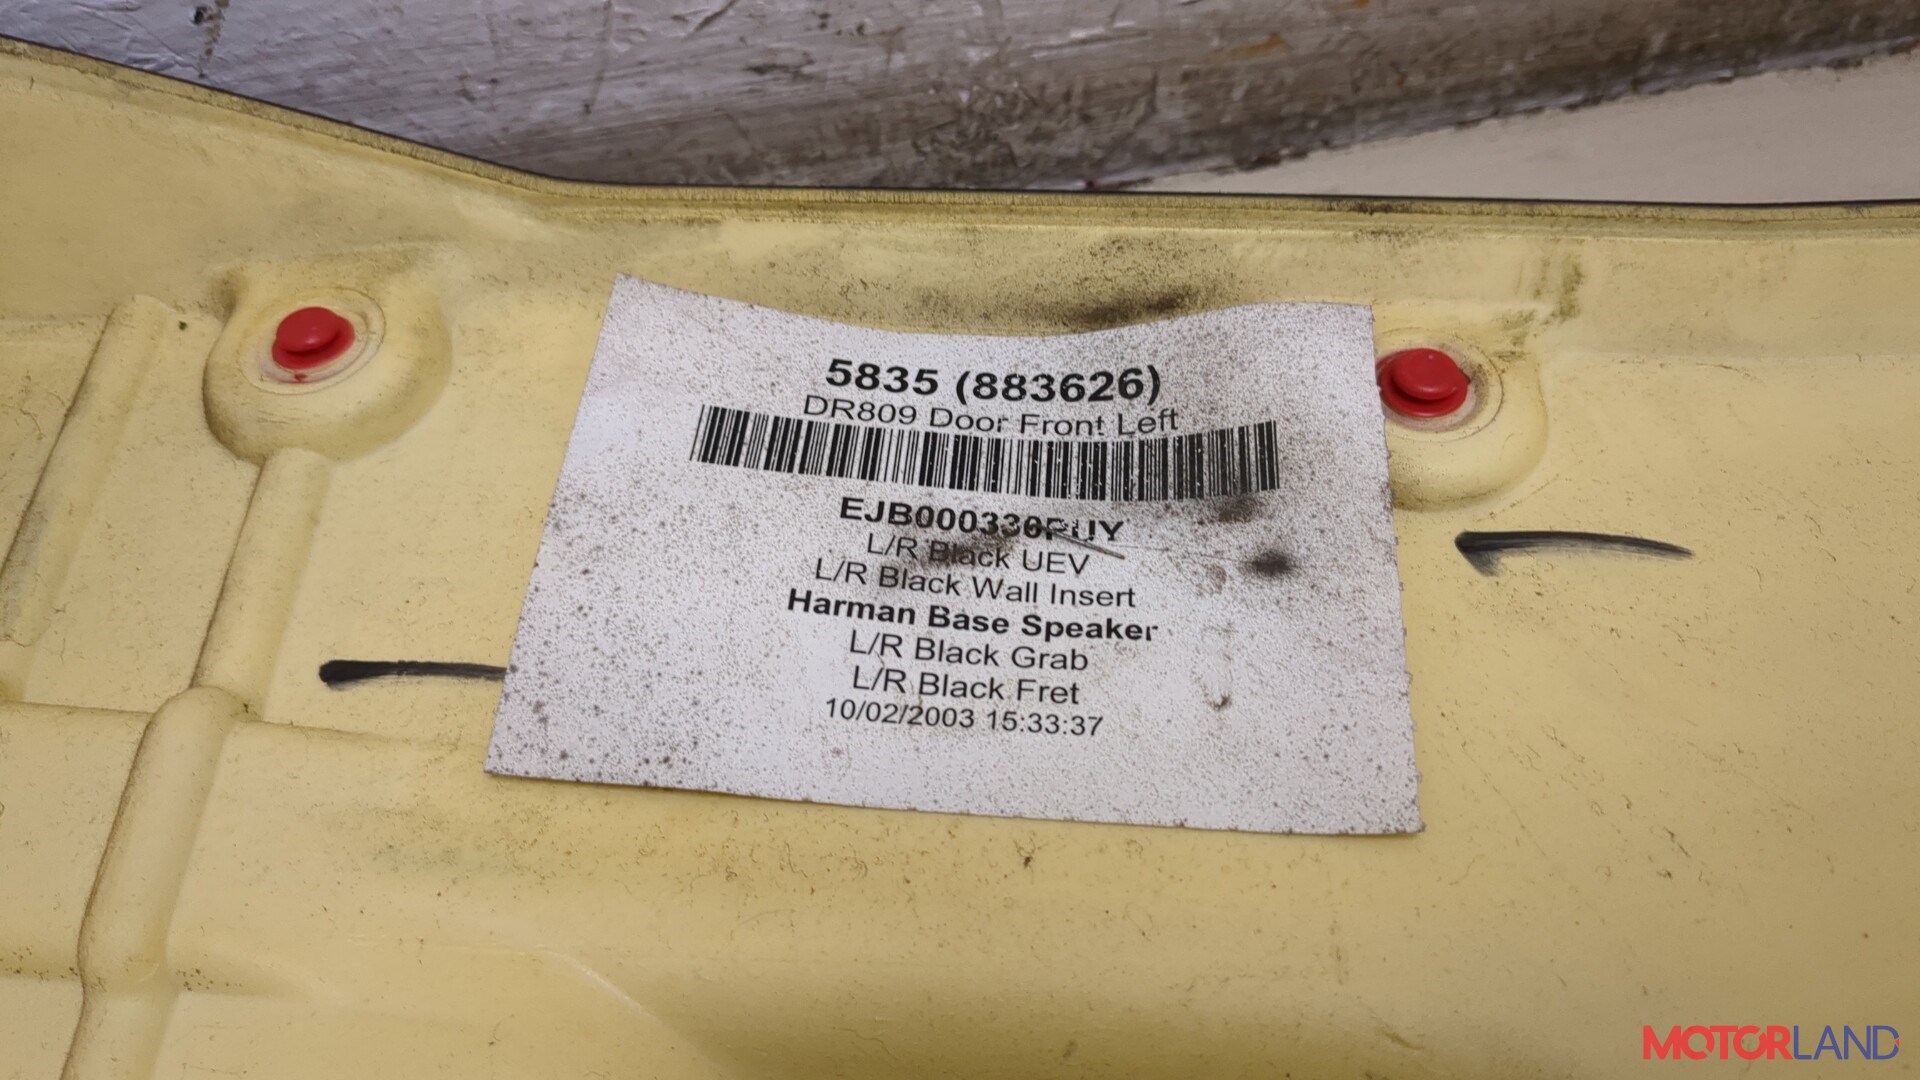 5835 (883626)
DR809 Door Front Left
EJB000330PUY
L/R Black UEV
L/R Black Wall Insert
Harman Base Speaker
L/R Black Grab
L/R Black Fret
10/02/2003 15:33:37
MOTORLAND